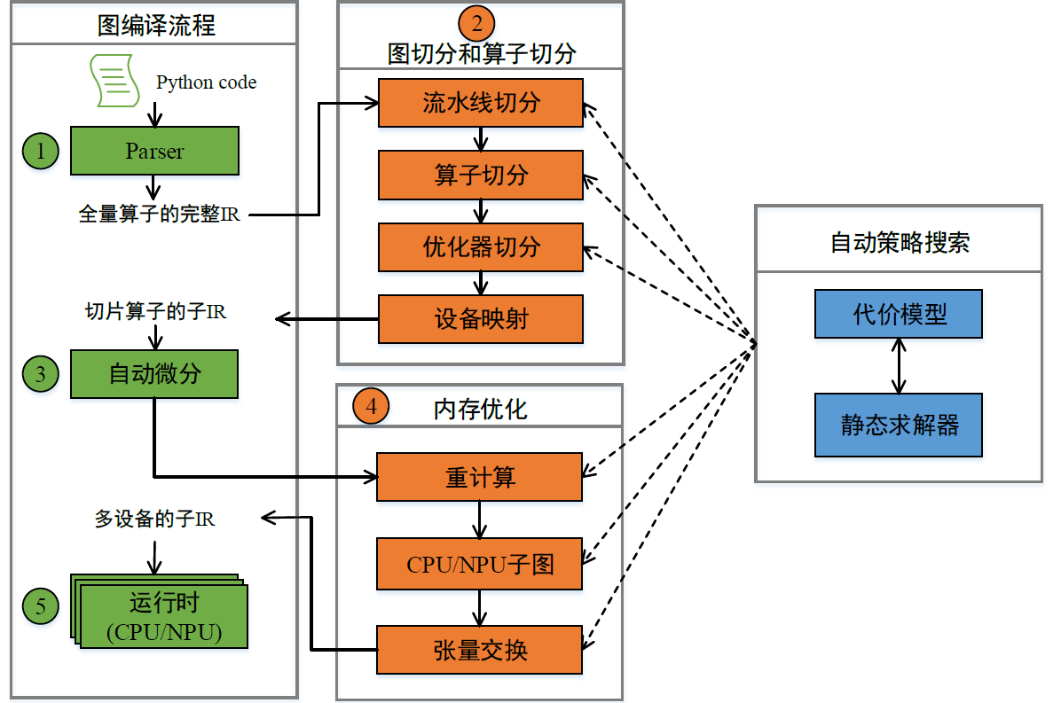 图编译流程
Python code
1
Parser
全量算子的完整IR
切片算子的子IR
3
自动微分
多设备的子IR
5
运行时
(CPU/NPU)
2
图切分和算子切分
流水线切分
算子切分
优化器切分
设备映射
4
内存优化
重计算
CPU/NPU子图
张量交换
自动策略搜索
代价模型
静态求解器